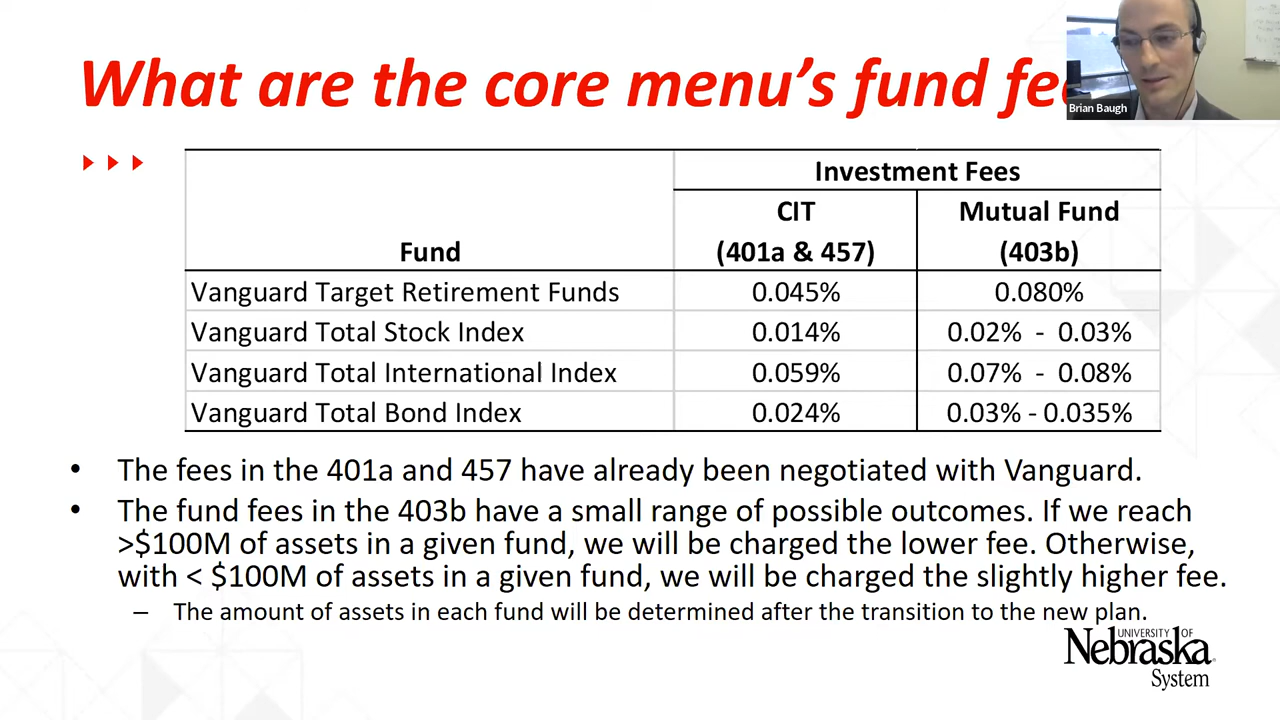 What are the core menu's fund fe
Brian Baugh
Investment Fees
CIT
Mutual Fund
Fund
(401a & 457)
(403b)
Vanguard Target Retirement Funds 0.045% 0.080%
Vanguard Total Stock Index 0.014% 0.02% - 0.03%
Vanguard Total International Index 0.059% 0.07% - 0.08%
Vanguard Total Bond Index 0.024% 0.03% - 0.035%
• The fees in the 401a and 457 have already been negotiated with Vanguard.
• The fund fees in the 403b have a small range of possible outcomes. If we reach
>$100M of assets in a given fund, we will be charged the lower fee. Otherwise,
with < $100M of assets in a given fund, we will be charged the slightly higher fee.
– The amount of assets in each fund will be determined after the transition to the new plan.
UNIVERSITY OF
Nebraska
System